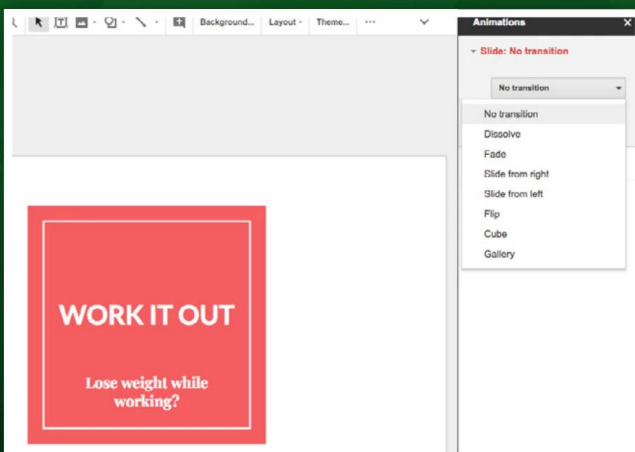 Background... Layout - Theme... ...
Animations X
Slide: No transition
No transition
No transition
Dissolve
Fade
Slide from right
Slide from left
Flip
Cube
Gallery
WORK IT OUT
Lose weight while
working?